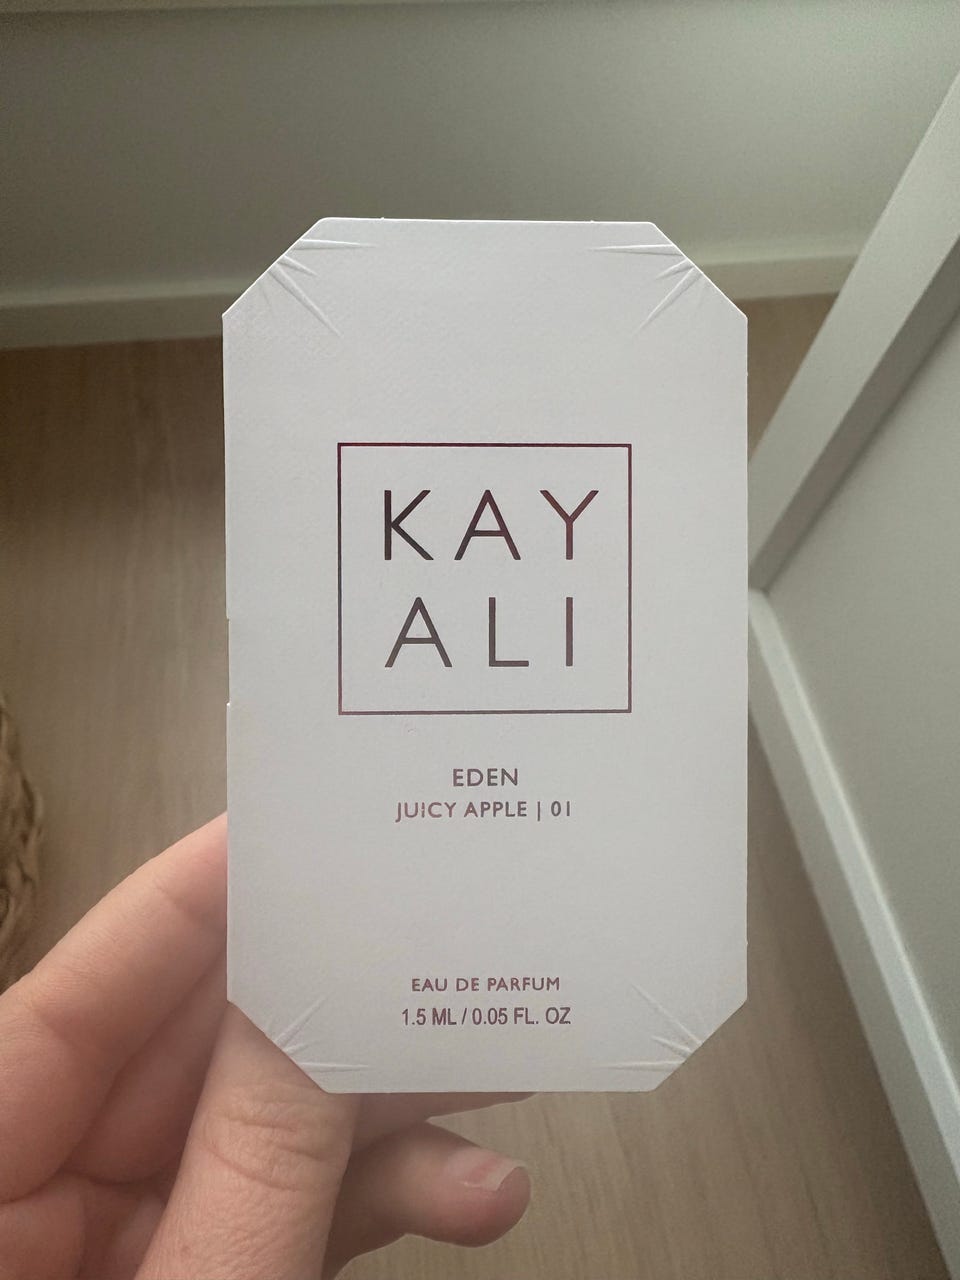 KAY
ALI
EDEN
JUICY APPLE | 01
EAU DE PARFUM
1.5 ML / 0.05 FL. OZ